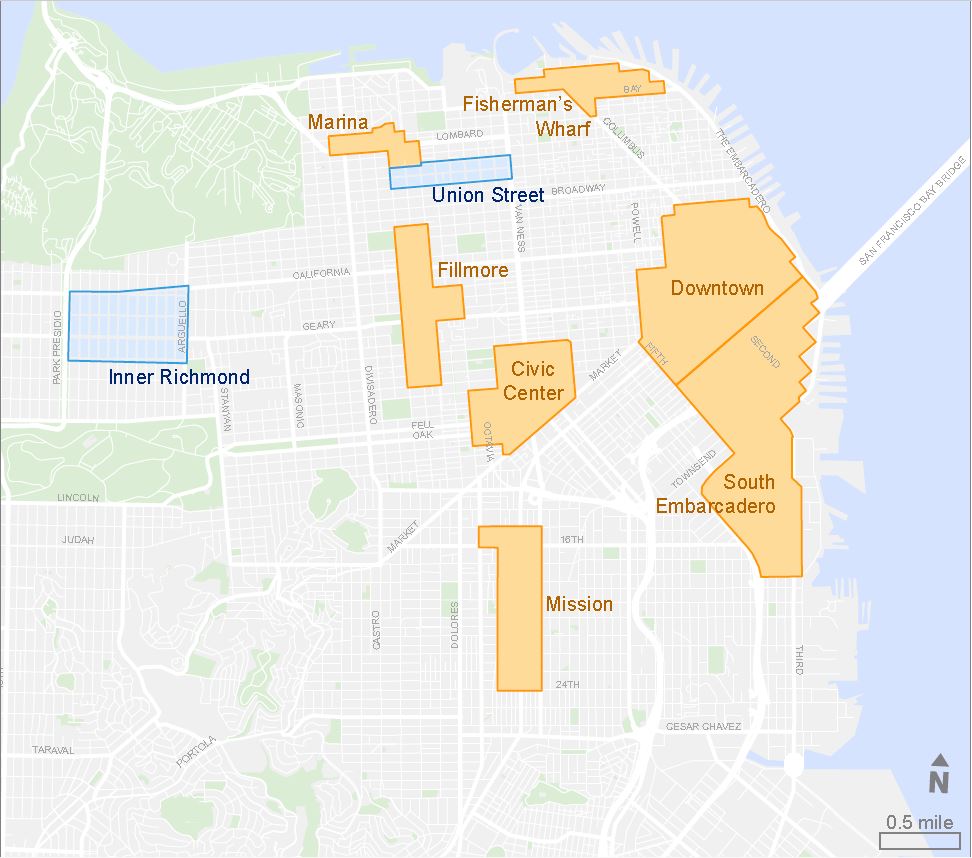 BAY
Fisherman's
Wharf
Marina
COLUMBUS
LOMBARD
THE EMBARCADERO
SAN FRANCISCO BAY BRIDGE
Union Street
BROADWAY
VAN NESS
POWELL
CALIFORNIA
Fillmore
Downtown
PARK PRESIDIO
ARGUELLO
GEARY
Inner Richmond
Civic
Center
MARKET
FIFTH
SECOND
STANYAN
MASONIC
DIVISADERO
FELL
OAK
OCTAVIA
TOWNSEND
South
Embarcadero
LINCOLN
JUDAH
MARKET
16TH
Mission
CASTRO
DOLORES
24TH
THIRD
CESAR CHAVEZ
TARAVAL
PORTOLA
N
0.5 mile